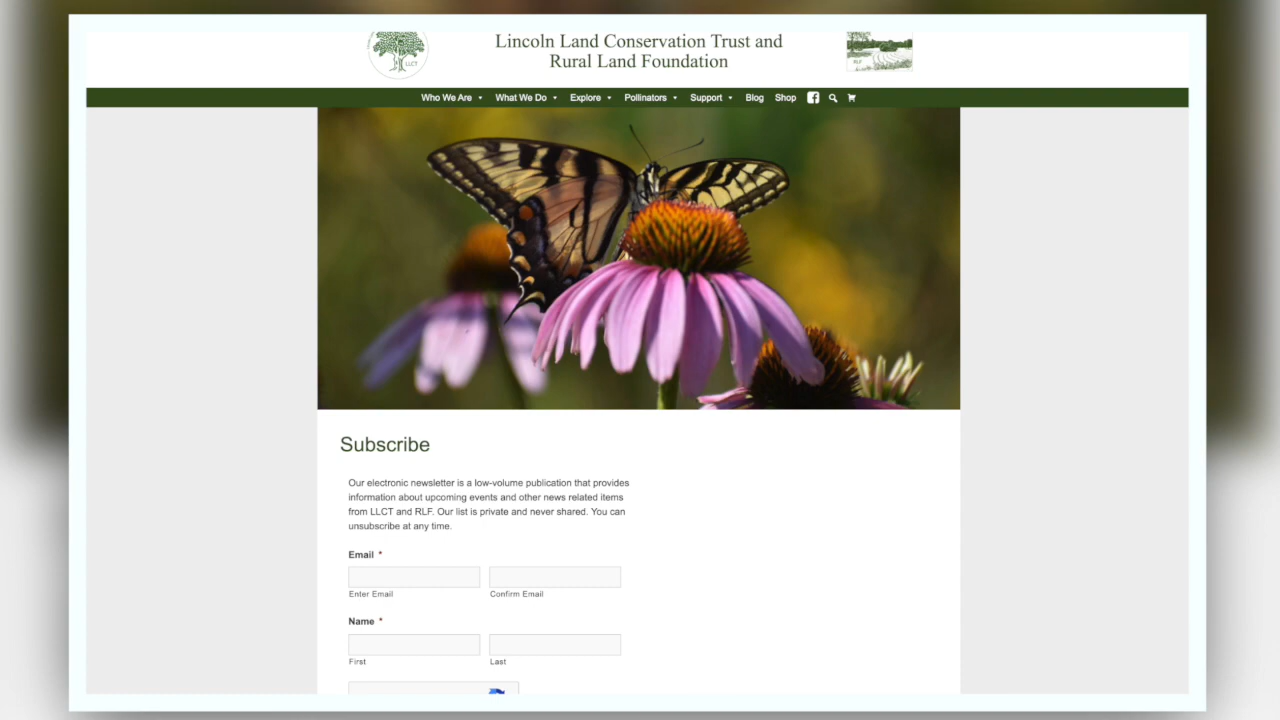 LLCT
Lincoln Land Conservation Trust and
Rural Land Foundation
RLF
Who We Are What We Do Explore Pollinators Support Blog Shop
Subscribe
Our electronic newsletter is a low-volume publication that provides
information about upcoming events and other news related items
from LLCT and RLF. Our list is private and never shared. You can
unsubscribe at any time.
Email *
Enter Email Confirm Email
Name *
First Last